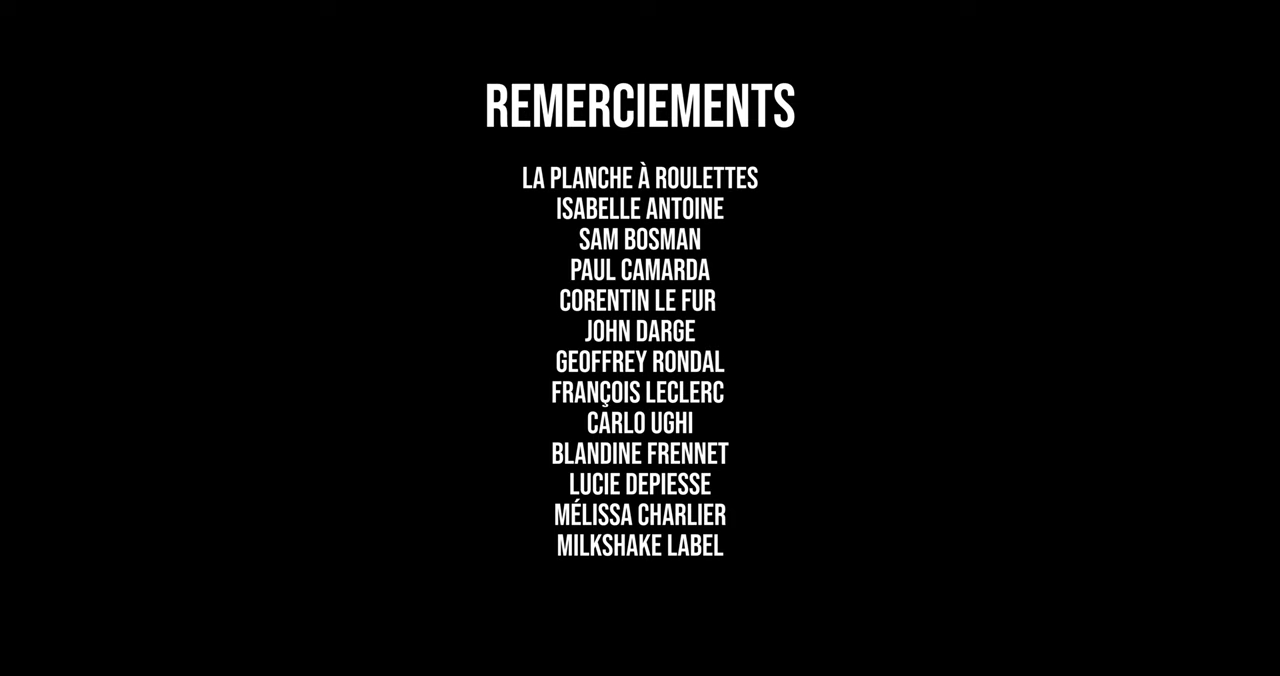 REMERCIEMENTS
LA PLANCHE À ROULETTES
ISABELLE ANTOINE
SAM BOSMAN
PAUL CAMARDA
CORENTIN LE FUR
JOHN DARGE
GEOFFREY RONDAL
FRANÇOIS LECLERC
CARLO UGHI
BLANDINE FRENNET
LUCIE DEPIESSE
MÉLISSA CHARLIER
MILKSHAKE LABEL